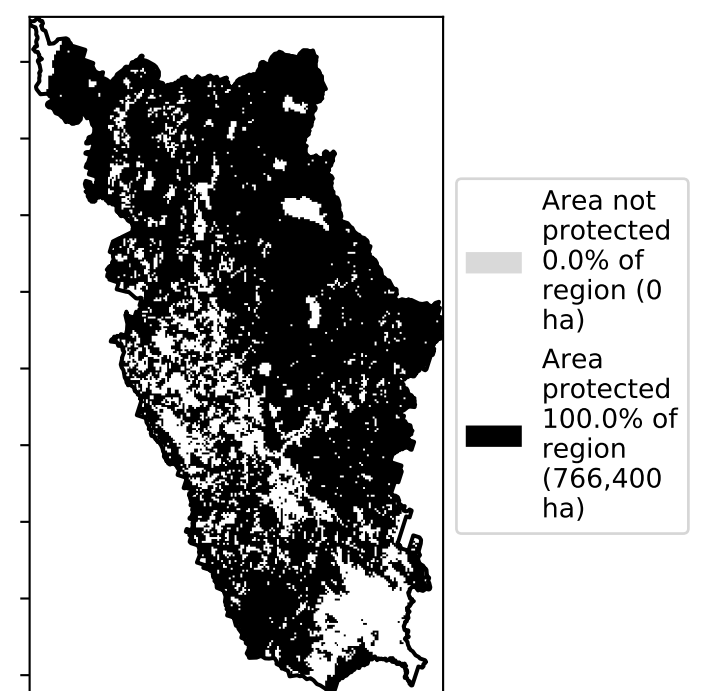 Area not
protected
0.0% of
region (0
ha)
Area
protected
100.0% of
region
(766,400
ha)